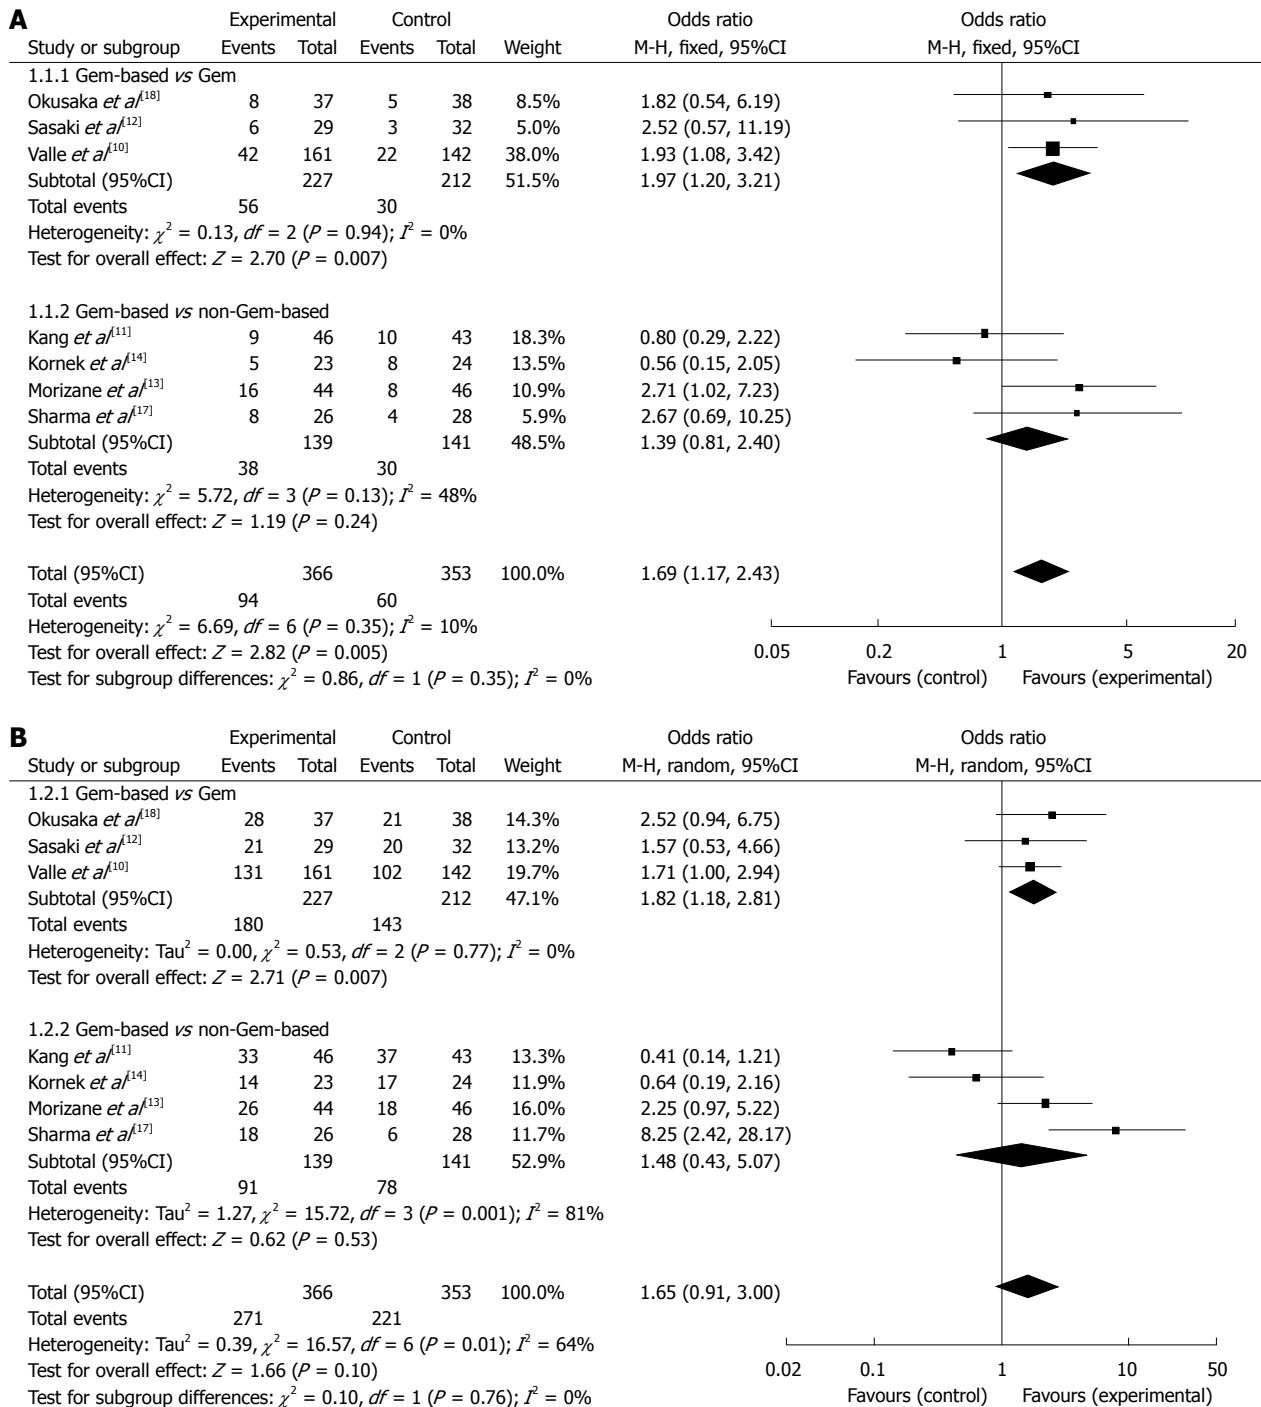 A
Experimental Control Odds ratio Odds ratio
Study or subgroup Events Total Events Total Weight M-H, fixed, 95%CI M-H, fixed, 95%CI
1.1.1 Gem-based vs Gem
Okusaka et al[18] 8 37 5 38 8.5% 1.82 (0.54, 6.19)
Sasaki et al[12] 6 29 3 32 5.0% 2.52 (0.57, 11.19)
Valle et al[10] 42 161 22 142 38.0% 1.93 (1.08, 3.42)
Subtotal (95%CI) 227 212 51.5% 1.97 (1.20, 3.21)
Total events 56 30
Heterogeneity: χ² = 0.13, df = 2 (P = 0.94); I² = 0%
Test for overall effect: Z = 2.70 (P = 0.007)
1.1.2 Gem-based vs non-Gem-based
Kang et al[11] 9 46 10 43 18.3% 0.80 (0.29, 2.22)
Kornek et al[14] 5 23 8 24 13.5% 0.56 (0.15, 2.05)
Morizane et al[13] 16 44 8 46 10.9% 2.71 (1.02, 7.23)
Sharma et al[17] 8 26 4 28 5.9% 2.67 (0.69, 10.25)
Subtotal (95%CI) 139 141 48.5% 1.39 (0.81, 2.40)
Total events 38 30
Heterogeneity: χ² = 5.72, df = 3 (P = 0.13); I² = 48%
Test for overall effect: Z = 1.19 (P = 0.24)
Total (95%CI) 366 353 100.0% 1.69 (1.17, 2.43)
Total events 94 60
Heterogeneity: χ² = 6.69, df = 6 (P = 0.35); I² = 10%
Test for overall effect: Z = 2.82 (P = 0.005)
0.05 0.2 1 5 20
Test for subgroup differences: χ² = 0.86, df = 1 (P = 0.35); I² = 0%
Favours (control) Favours (experimental)
B
Experimental Control Odds ratio Odds ratio
Study or subgroup Events Total Events Total Weight M-H, random, 95%CI M-H, random, 95%CI
1.2.1 Gem-based vs Gem
Okusaka et al[18] 28 37 21 38 14.3% 2.52 (0.94, 6.75)
Sasaki et al[12] 21 29 20 32 13.2% 1.57 (0.53, 4.66)
Valle et al[10] 131 161 102 142 19.7% 1.71 (1.00, 2.94)
Subtotal (95%CI) 227 212 47.1% 1.82 (1.18, 2.81)
Total events 180 143
Heterogeneity: Tau² = 0.00, χ² = 0.53, df = 2 (P = 0.77); I² = 0%
Test for overall effect: Z = 2.71 (P = 0.007)
1.2.2 Gem-based vs non-Gem-based
Kang et al[11] 33 46 37 43 13.3% 0.41 (0.14, 1.21)
Kornek et al[14] 14 23 17 24 11.9% 0.64 (0.19, 2.16)
Morizane et al[13] 26 44 18 46 16.0% 2.25 (0.97, 5.22)
Sharma et al[17] 18 26 6 28 11.7% 8.25 (2.42, 28.17)
Subtotal (95%CI) 139 141 52.9% 1.48 (0.43, 5.07)
Total events 91 78
Heterogeneity: Tau² = 1.27, χ² = 15.72, df = 3 (P = 0.001); I² = 81%
Test for overall effect: Z = 0.62 (P = 0.53)
Total (95%CI) 366 353 100.0% 1.65 (0.91, 3.00)
Total events 271 221
Heterogeneity: Tau² = 0.39, χ² = 16.57, df = 6 (P = 0.01); I² = 64%
Test for overall effect: Z = 1.66 (P = 0.10)
0.02 0.1 1 10 50
Test for subgroup differences: χ² = 0.10, df = 1 (P = 0.76); I² = 0%
Favours (control) Favours (experimental)